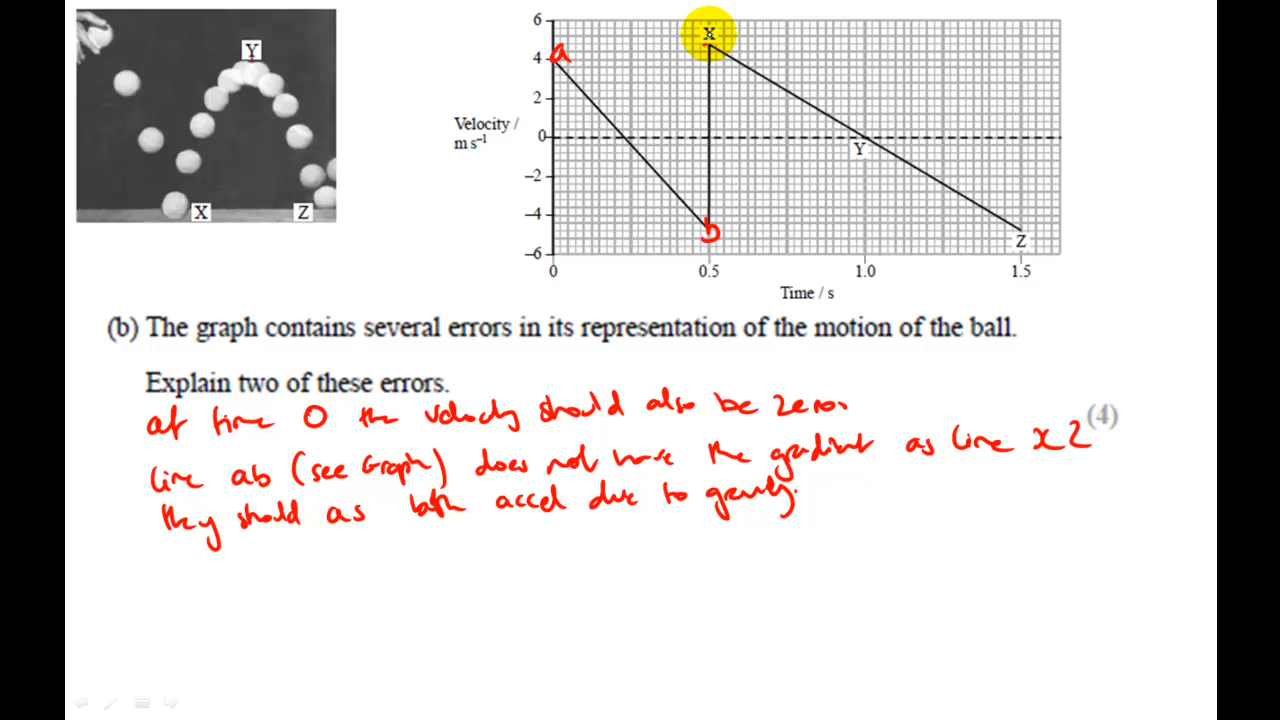 Y
X
Z
6
4
2
0
−2
−4
−6
Velocity /
m s⁻¹
a
X
b
Y
Z
0
0.5
1.0
1.5
Time / s
(b) The graph contains several errors in its representation of the motion of the ball.
Explain two of these errors.
at time 0 the velocity should also be zero.
(4)
line ab (see Graph) does not have the gradient as line xz
they should as both accel due to gravity.